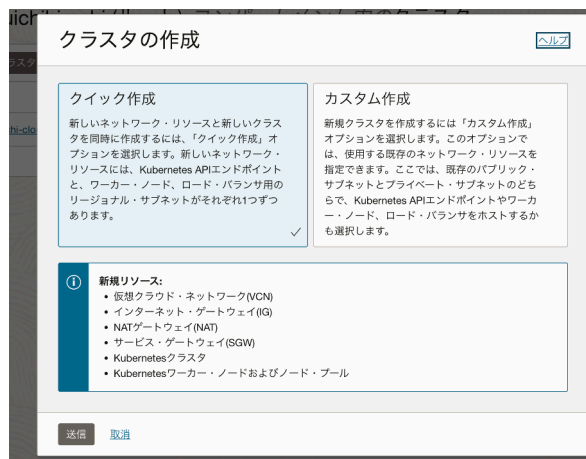 クラスタの作成
ヘルプ
クイック作成
新しいネットワーク・リソースと新しいクラス
タを同時に作成するには、「クイック作成」オ
プションを選択します。新しいネットワーク・
リソースには、Kubernetes APIエンドポイント
と、ワーカー・ノード、ロード・バランサ用の
リージョナル・サブネットがそれぞれ1つずつ
あります。
カスタム作成
新規クラスタを作成するには「カスタム作成」
オプションを選択します。このオプションで
は、使用する既存のネットワーク・リソースを
指定できます。ここでは、既存のパブリック・
サブネットとプライベート・サブネットのどち
らで、Kubernetes APIエンドポイントやワーカ
ー・ノード、ロード・バランサをホストするか
も選択します。
新規リソース:
• 仮想クラウド・ネットワーク(VCN)
• インターネット・ゲートウェイ(IG)
• NATゲートウェイ(NAT)
• サービス・ゲートウェイ(SGW)
• Kubernetesクラスタ
• Kubernetesワーカー・ノードおよびノード・プール
送信
取消
ラスタ
hi-clo